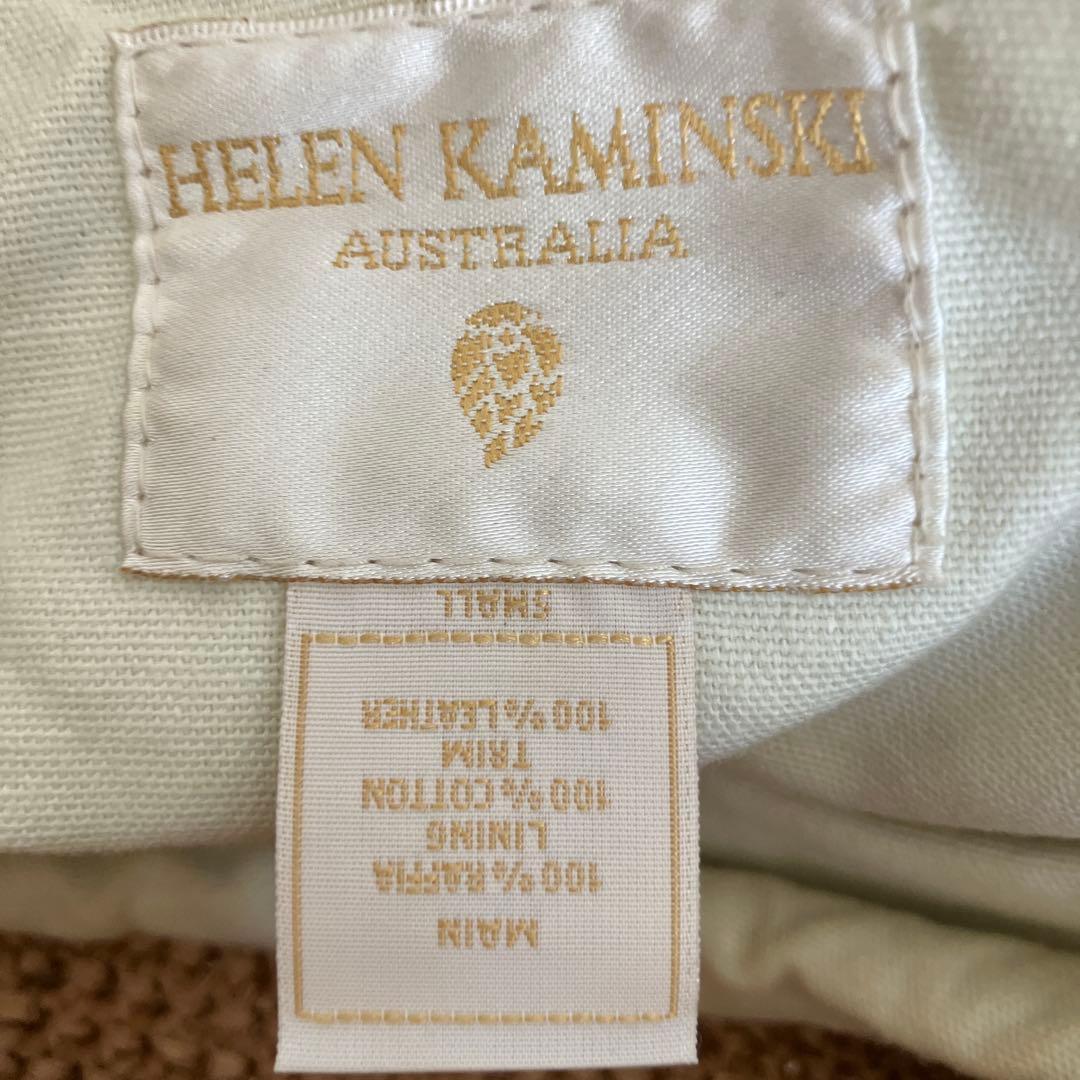 HELEN KAMINSKI
AUSTRALIA
MAIN
100% RAFFIA
LINING
100% COTTON
TRIM
100% LEATHER
SMALL